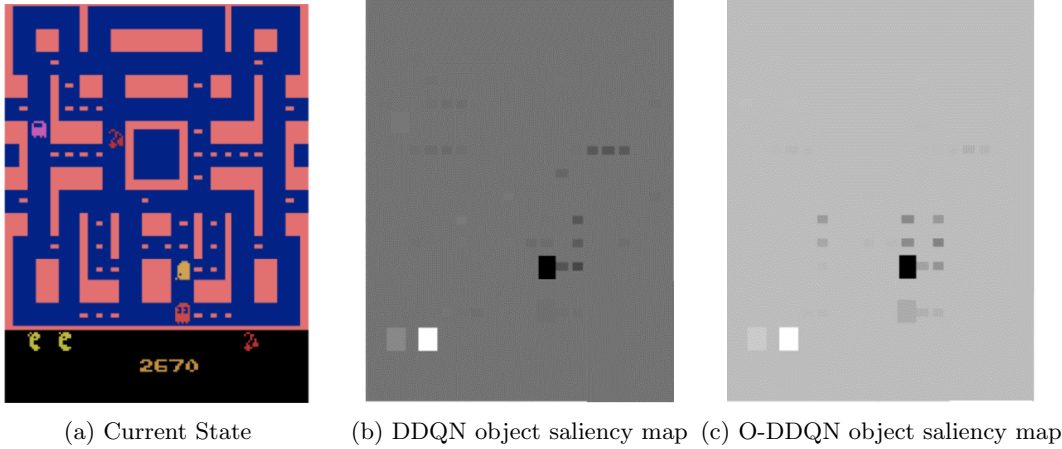 2670
(a) Current State
(b) DDQN object saliency map
(c) O-DDQN object saliency map